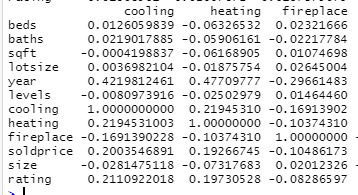 cooling heating fireplace
beds 0.0126059839 -0.06326532 0.02321666
baths 0.0219017885 -0.05906161 -0.02217784
sqft -0.0004198837 -0.06168905 0.01074698
lotsize 0.0036982104 -0.01875754 0.02645004
year 0.4219812461 0.47709777 -0.29661483
levels -0.0080973916 -0.02502979 0.01464460
cooling 1.0000000000 0.21945310 -0.16913902
heating 0.2194531003 1.00000000 -0.10374310
fireplace -0.1691390228 -0.10374310 1.00000000
soldprice 0.2003546891 0.19266745 -0.10486173
size -0.0281475118 -0.07317683 0.02012326
rating 0.2110922018 0.19730528 -0.08286597
>